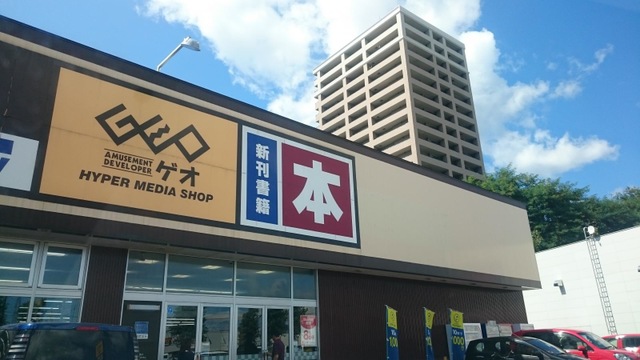 GEO
AMUSEMENT
DEVELOPER
ゲオ
HYPER MEDIA SHOP
新刊書籍
本